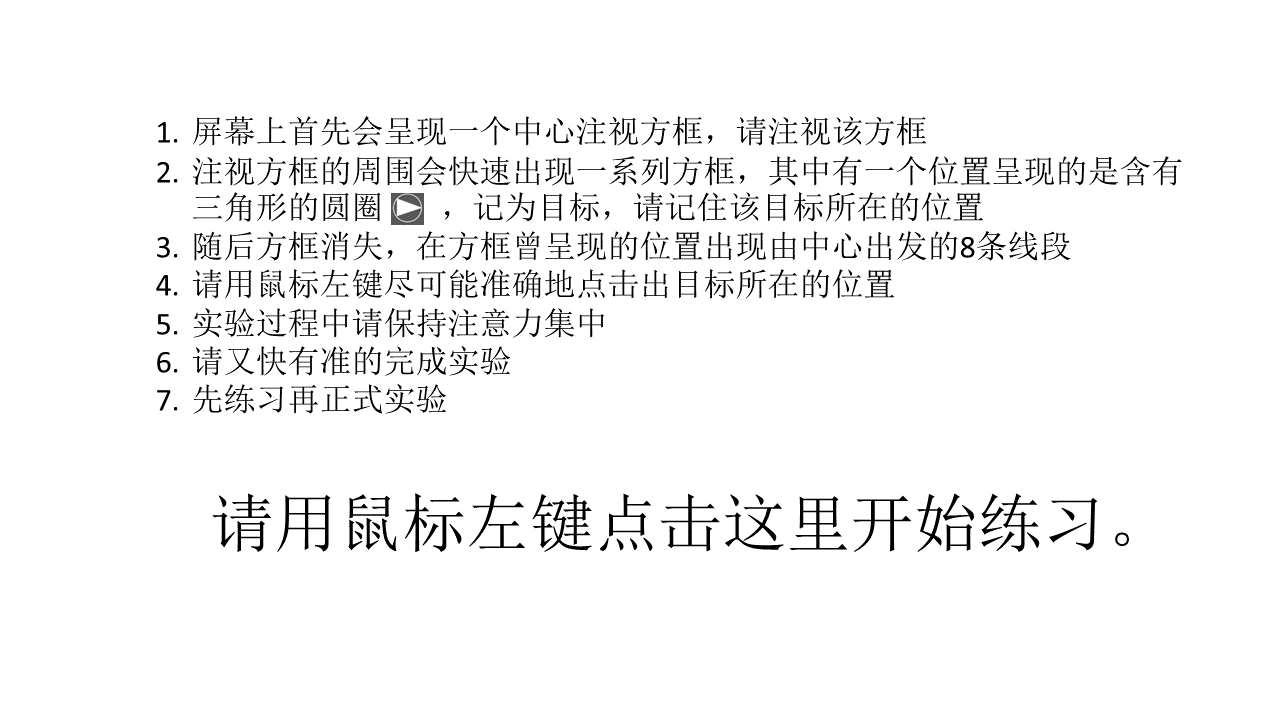 1. 屏幕上首先会呈现一个中心注视方框，请注视该方框
2. 注视方框的周围会快速出现一系列方框，其中有一个位置呈现的是含有
三角形的圆圈 ，记为目标，请记住该目标所在的位置
3. 随后方框消失，在方框曾呈现的位置出现由中心出发的8条线段
4. 请用鼠标左键尽可能准确地点击出目标所在的位置
5. 实验过程中请保持注意力集中
6. 请又快有准的完成实验
7. 先练习再正式实验
请用鼠标左键点击这里开始练习。